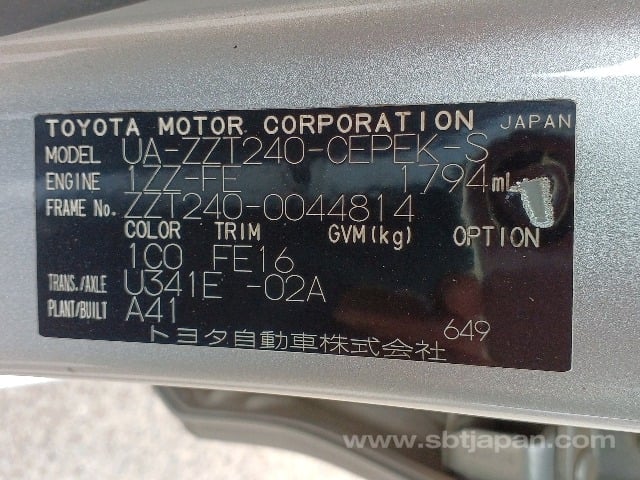 TOYOTA MOTOR CORPORATION JAPAN
MODEL UA-ZZT240-CEPEK-S
ENGINE 1ZZ-FE 1794ml
FRAME No. ZZT240-0044814
COLOR TRIM GVM(kg) OPTION
1C0 FE16
TRANS./AXLE U341E -02A
PLANT/BUILT A41
トヨタ自動車株式会社 649
www.sbtjapan.com